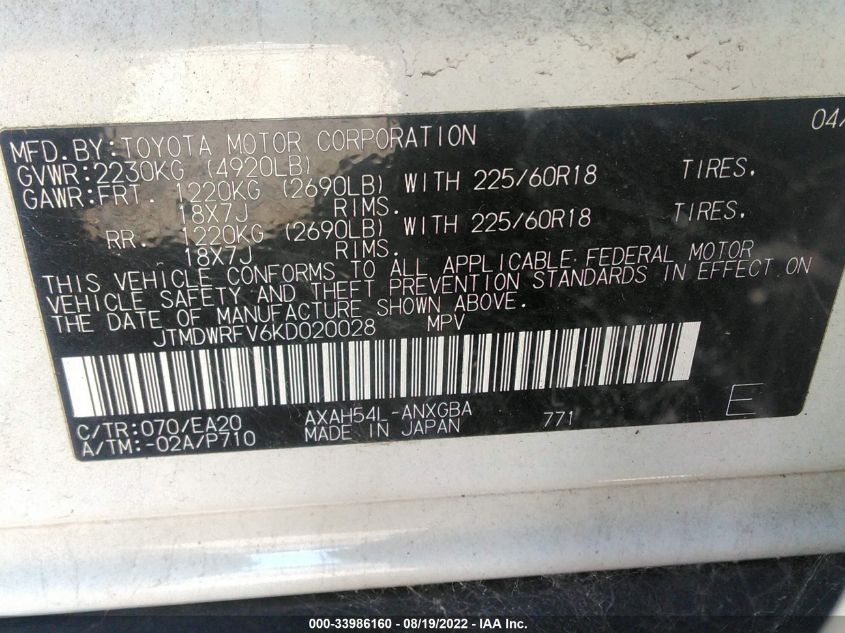 04/
MFD.BY:TOYOTA MOTOR CORPORATION
GVWR:2230KG (4920LB)
GAWR:FRT. 1220KG (2690LB) WITH 225/60R18 TIRES.
18X7J RIMS.
RR. 1220KG (2690LB) WITH 225/60R18 TIRES.
18X7J RIMS.
THIS VEHICLE CONFORMS TO ALL APPLICABLE FEDERAL MOTOR
VEHICLE SAFETY AND THEFT PREVENTION STANDARDS IN EFFECT ON
THE DATE OF MANUFACTURE SHOWN ABOVE.
JTMDWRFV6KD020028 MPV
C/TR:070/EA20 AXAH54L-ANXGBA 771 E
A/TM:-02A/P710 MADE IN JAPAN
000-33986160 - 08/19/2022 - IAA Inc.